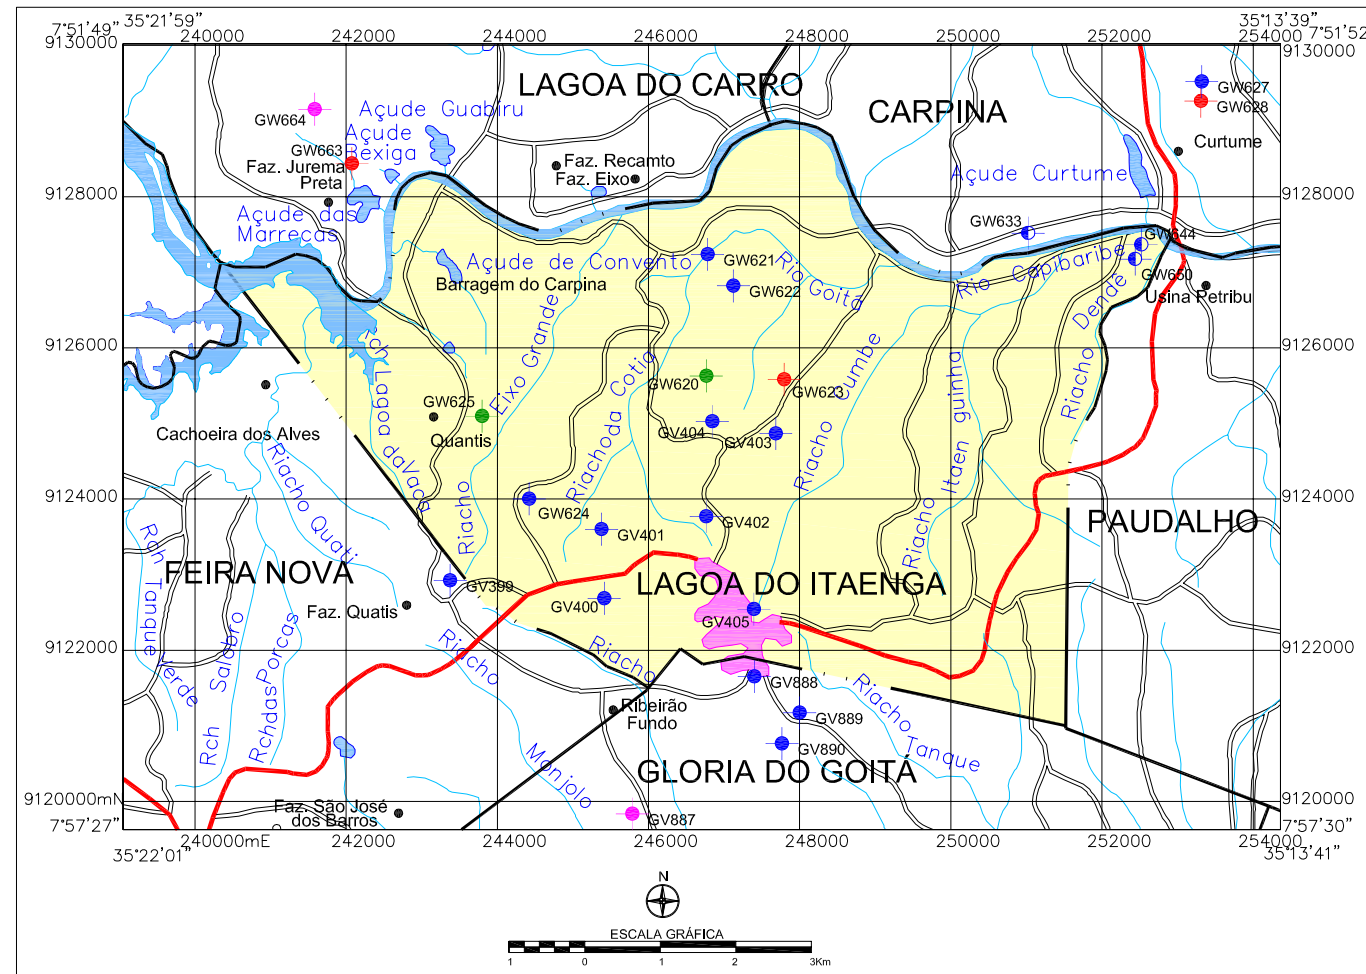 35°21'59"
35°13'39"
7°51'49"
240000
242000
244000
246000
248000
250000
252000
254000
7°51'52"
9130000
9130000
LAGOA DO CARRO
CARPINA
GW627
GW628
GW664
Açude Guabiru
Açude
Bexiga
GW663
Curtume
Faz. Jurema
Preta
Faz. Recamto
Faz. Eixo
Açude Curtume
9128000
9128000
Açude das
Marrecas
GW633
GW644
GW650
Açude de Convento
GW621
Barragem do Carpina
GW622
Rio Goitá
Rio Capibaribe
Usina Petribu
9126000
9126000
Rch Lagoa da Vaca
Riacho Eixo Grande
Riacho da Cotia
Riacho Cumbe
Riacho Itaen guinha
Riacho Dendê
GW620
GW623
GW625
Quantis
GV404
GV403
Cachoeira dos Alves
Riacho Quati
9124000
9124000
GW624
GV401
GV402
PAUDALHO
Rch Tanque Verde
FEIRA NOVA
GV399
LAGOA DO ITAENGA
Faz. Quatis
GV400
GV405
Rch Salobro
Rchdas Porcas
9122000
9122000
Riacho
Riacho
GV888
Riacho Tanque
Ribeirão
Fundo
GV889
GV890
Monjolo
GLORIA DO GOITÁ
9120000mN
9120000
Faz. São José
dos Barros
GV887
7°57'27"
7°57'30"
240000mE
242000
244000
246000
248000
250000
252000
254000
35°22'01"
35°13'41"
N
ESCALA GRÁFICA
1 0 1 2 3Km